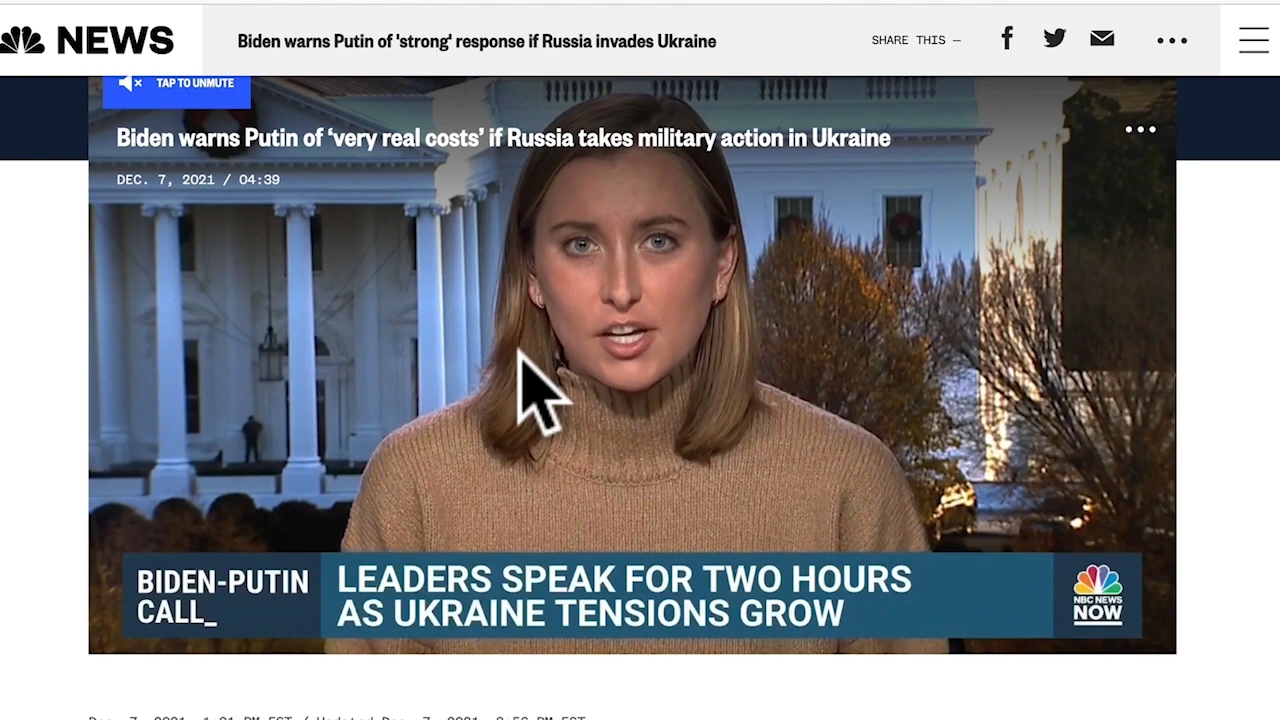 NEWS
Biden warns Putin of 'strong' response if Russia invades Ukraine
SHARE THIS —
TAP TO UNMUTE
Biden warns Putin of ‘very real costs’ if Russia takes military action in Ukraine
DEC. 7, 2021 / 04:39
BIDEN-PUTIN
CALL_
LEADERS SPEAK FOR TWO HOURS
AS UKRAINE TENSIONS GROW
NBC NEWS
NOW